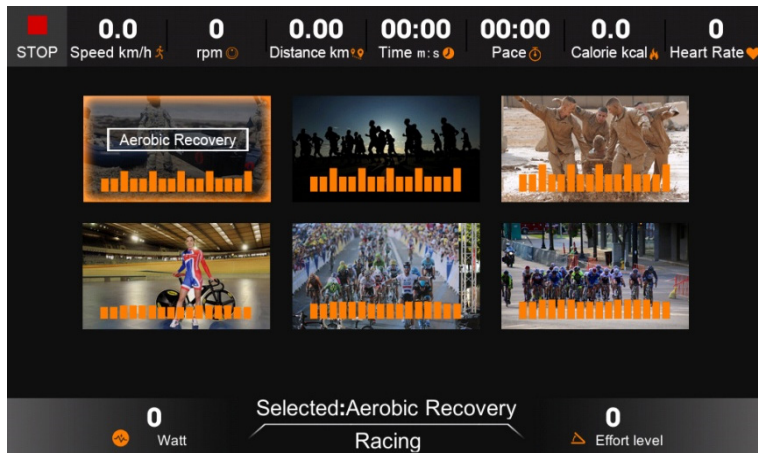 0.0 0 0.00 00:00 00:00 0.0 0
STOP Speed km/h rpm Distance km Time m:s Pace Calorie kcal Heart Rate
Aerobic Recovery
Selected:Aerobic Recovery
0 0
Watt Racing Effort level